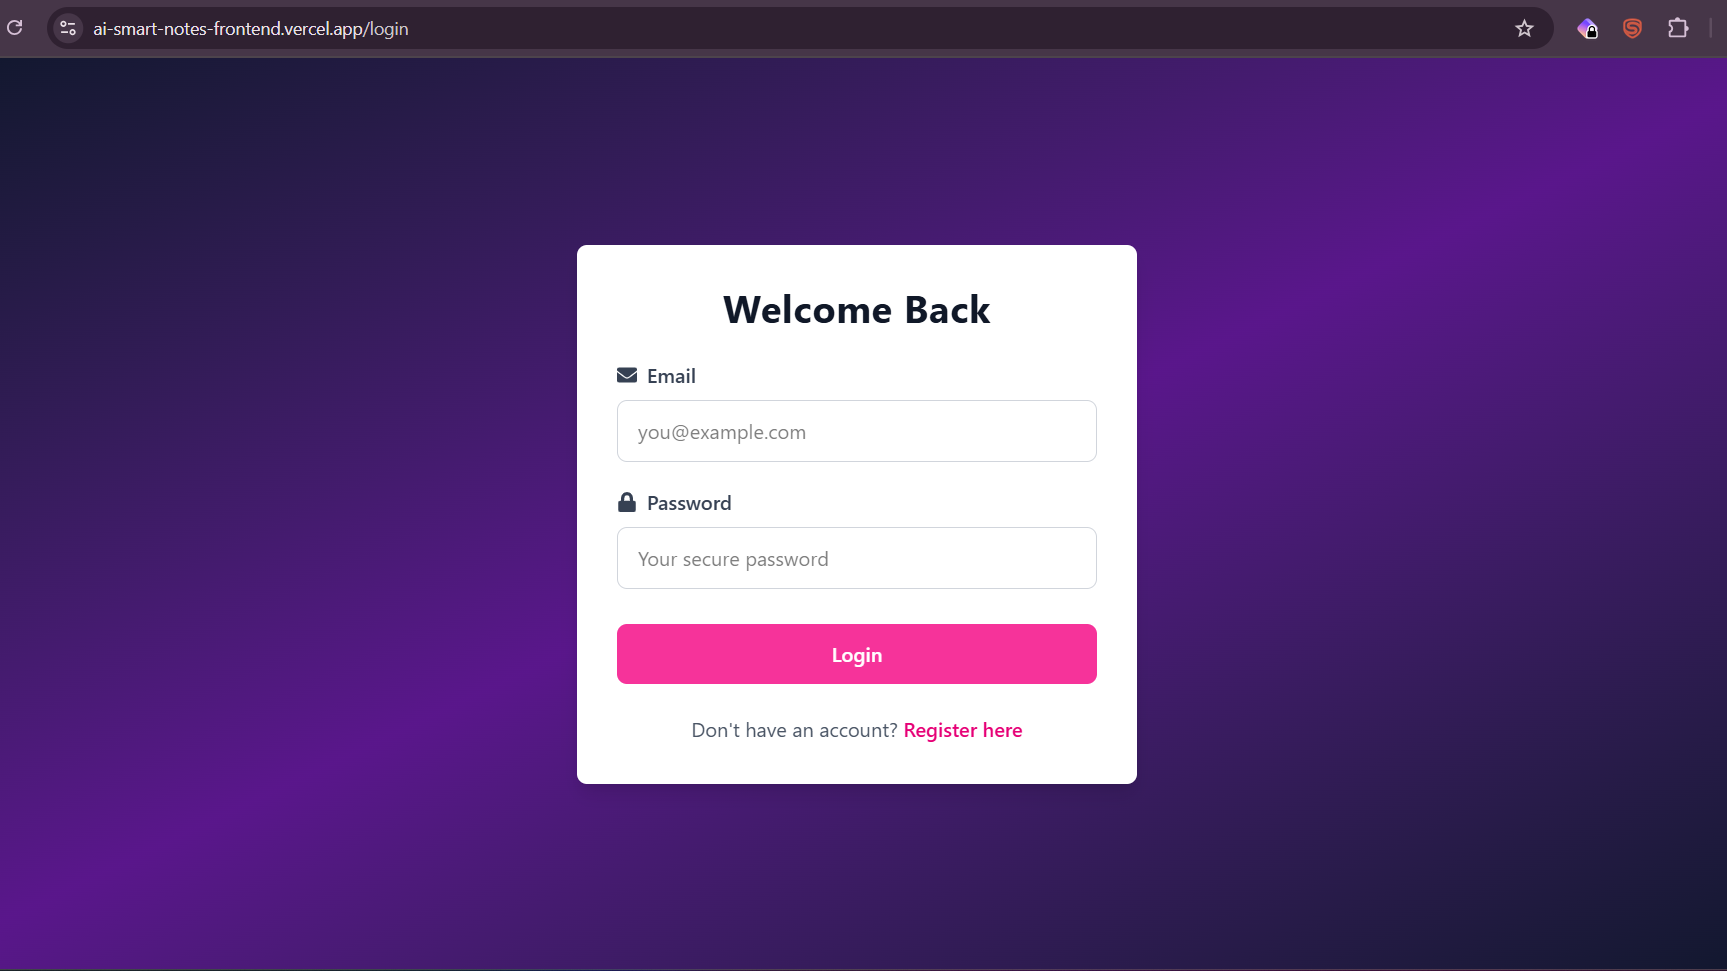 ai-smart-notes-frontend.vercel.app/login
Welcome Back
Email
you@example.com
Password
Your secure password
Login
Don't have an account? Register here